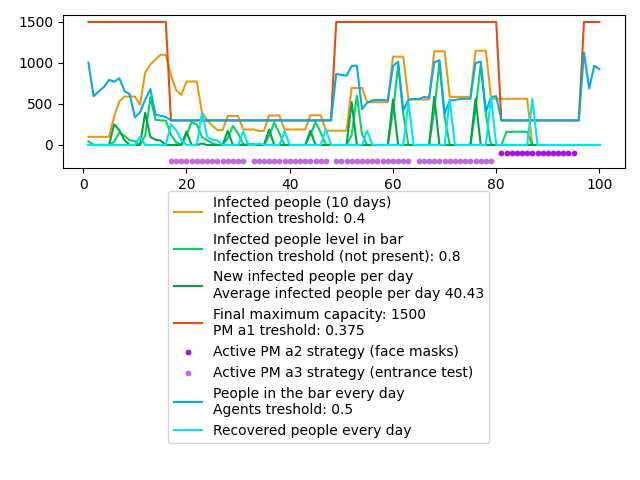 1500
1000
500
0
0 20 40 60 80 100
Infected people (10 days)
Infection treshold: 0.4
Infected people level in bar
Infection treshold (not present): 0.8
New infected people per day
Average infected people per day 40.43
Final maximum capacity: 1500
PM a1 treshold: 0.375
Active PM a2 strategy (face masks)
Active PM a3 strategy (entrance test)
People in the bar every day
Agents treshold: 0.5
Recovered people every day